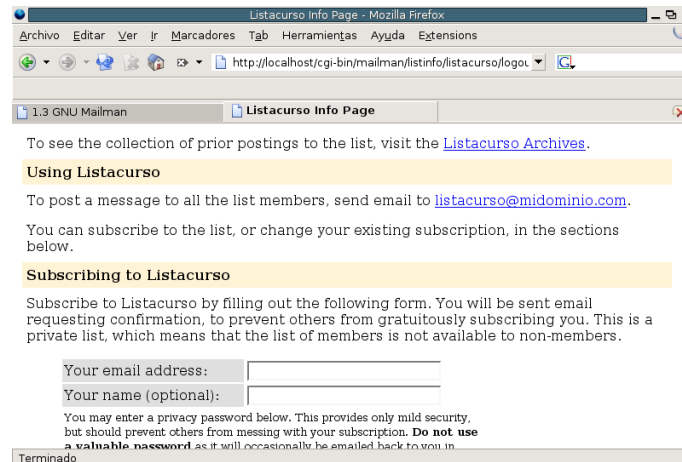 Listacurso Info Page - Mozilla Firefox
Archivo Editar Ver Ir Marcadores Tab Herramientas Ayuda Extensions
http://localhost/cgi-bin/mailman/listinfo/listacurso/logou
G
1.3 GNU Mailman Listacurso Info Page
To see the collection of prior postings to the list, visit the Listacurso Archives.
Using Listacurso
To post a message to all the list members, send email to listacurso@midominio.com.
You can subscribe to the list, or change your existing subscription, in the sections
below.
Subscribing to Listacurso
Subscribe to Listacurso by filling out the following form. You will be sent email
requesting confirmation, to prevent others from gratuitously subscribing you. This is a
private list, which means that the list of members is not available to non-members.
Your email address:
Your name (optional):
You may enter a privacy password below. This provides only mild security,
but should prevent others from messing with your subscription. Do not use
a valuable password as it will occasionally be emailed back to you in
Terminado